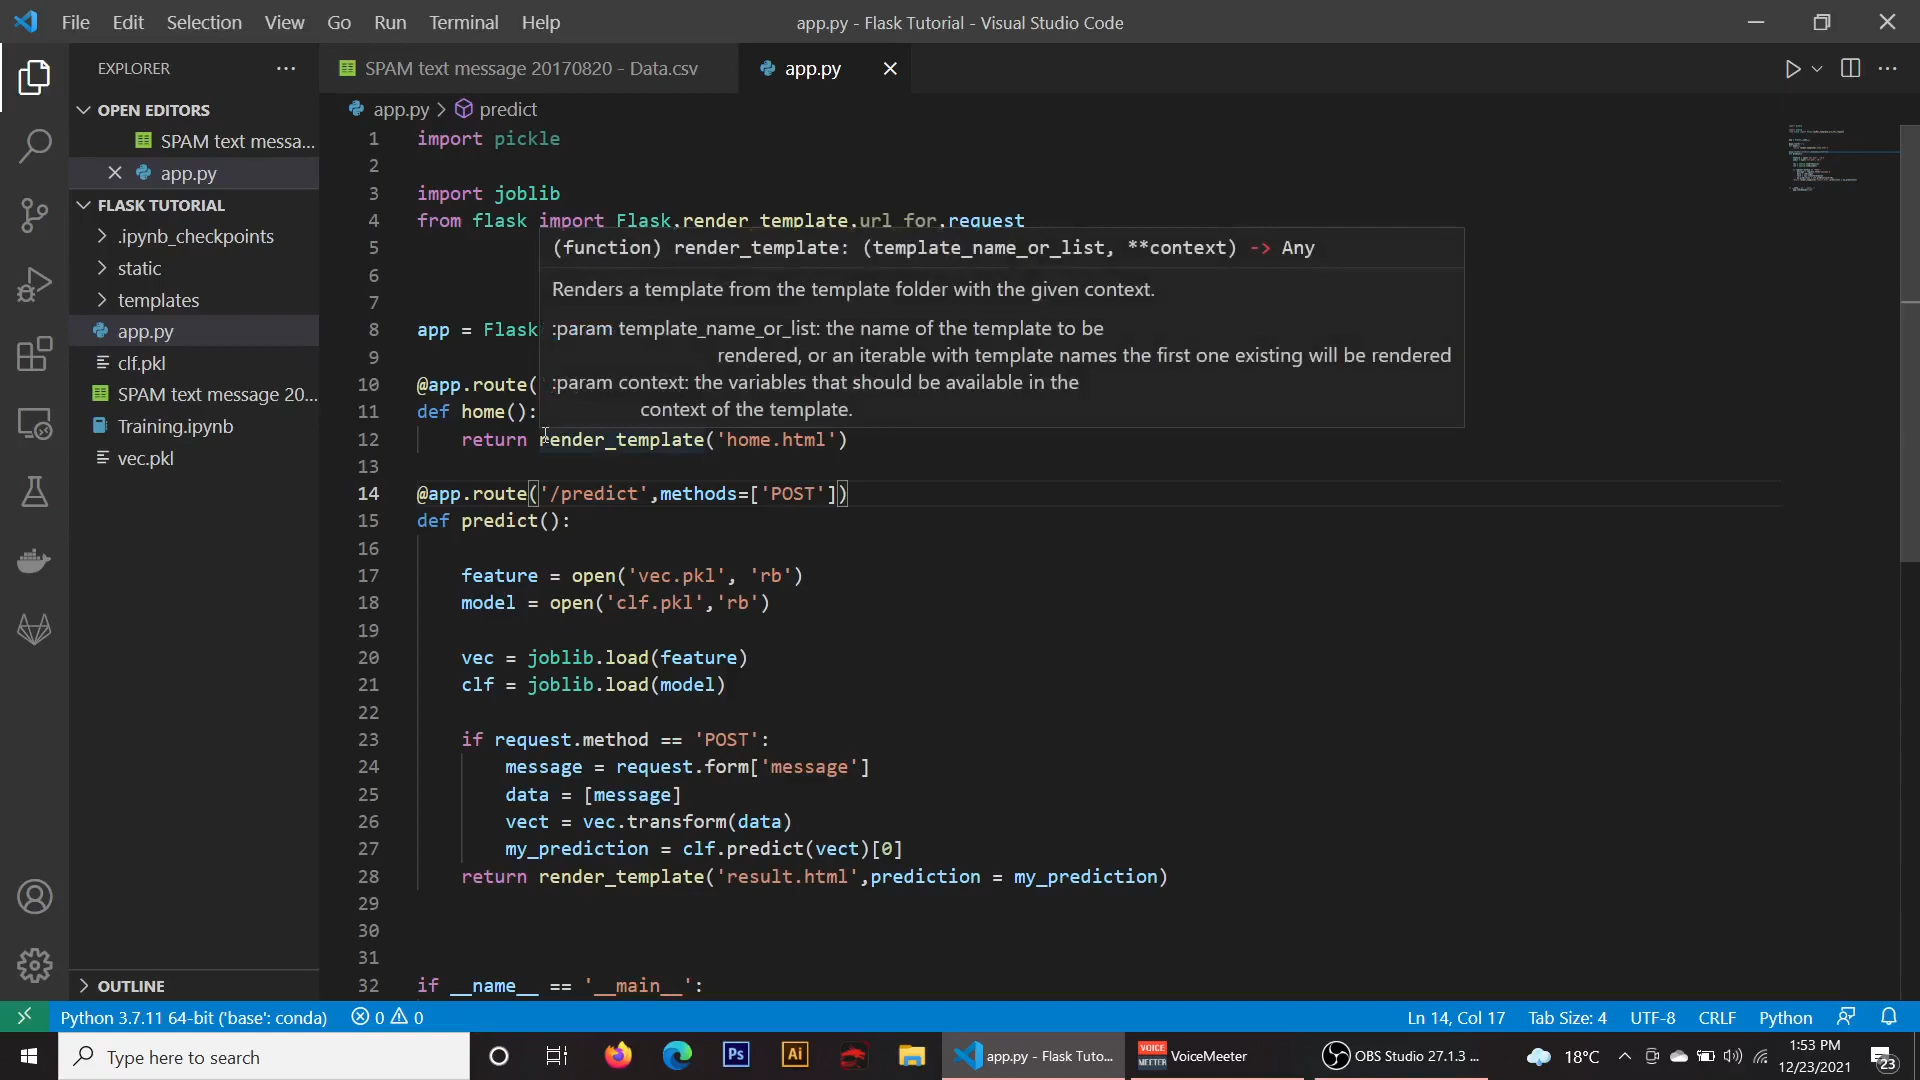 File Edit Selection View Go Run Terminal Help
app.py - Flask Tutorial - Visual Studio Code
EXPLORER
OPEN EDITORS
SPAM text messa...
app.py
FLASK TUTORIAL
.ipynb_checkpoints
static
templates
app.py
clf.pkl
SPAM text message 20...
Training.ipynb
vec.pkl
OUTLINE
SPAM text message 20170820 - Data.csv
app.py
app.py > predict
1 import pickle
2
3 import joblib
4 from flask import Flask,render_template,url_for,request
5
6
7
8 app = Flask
9
10 @app.route(
11 def home():
12 return render_template('home.html')
13
14 @app.route('/predict',methods=['POST'])
15 def predict():
16
17 feature = open('vec.pkl', 'rb')
18 model = open('clf.pkl','rb')
19
20 vec = joblib.load(feature)
21 clf = joblib.load(model)
22
23 if request.method == 'POST':
24 message = request.form['message']
25 data = [message]
26 vect = vec.transform(data)
27 my_prediction = clf.predict(vect)[0]
28 return render_template('result.html',prediction = my_prediction)
29
30
31
32 if __name__ == '__main__':
(function) render_template: (template_name_or_list, **context) -> Any
Renders a template from the template folder with the given context.
:param template_name_or_list: the name of the template to be
rendered, or an iterable with template names the first one existing will be rendered
:param context: the variables that should be available in the
context of the template.
Python 3.7.11 64-bit ('base': conda) 0 0
Ln 14, Col 17 Tab Size: 4 UTF-8 CRLF Python
Type here to search
Ps
Ai
app.py - Flask Tuto...
VOICE MEETER
VoiceMeeter
OBS Studio 27.1.3 ...
18°C
1:53 PM
12/23/2021
23